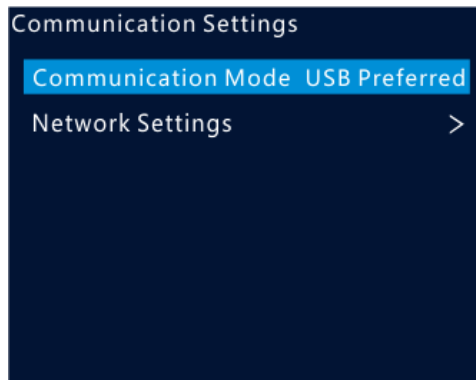 Communication Settings
Communication Mode USB Preferred
Network Settings >